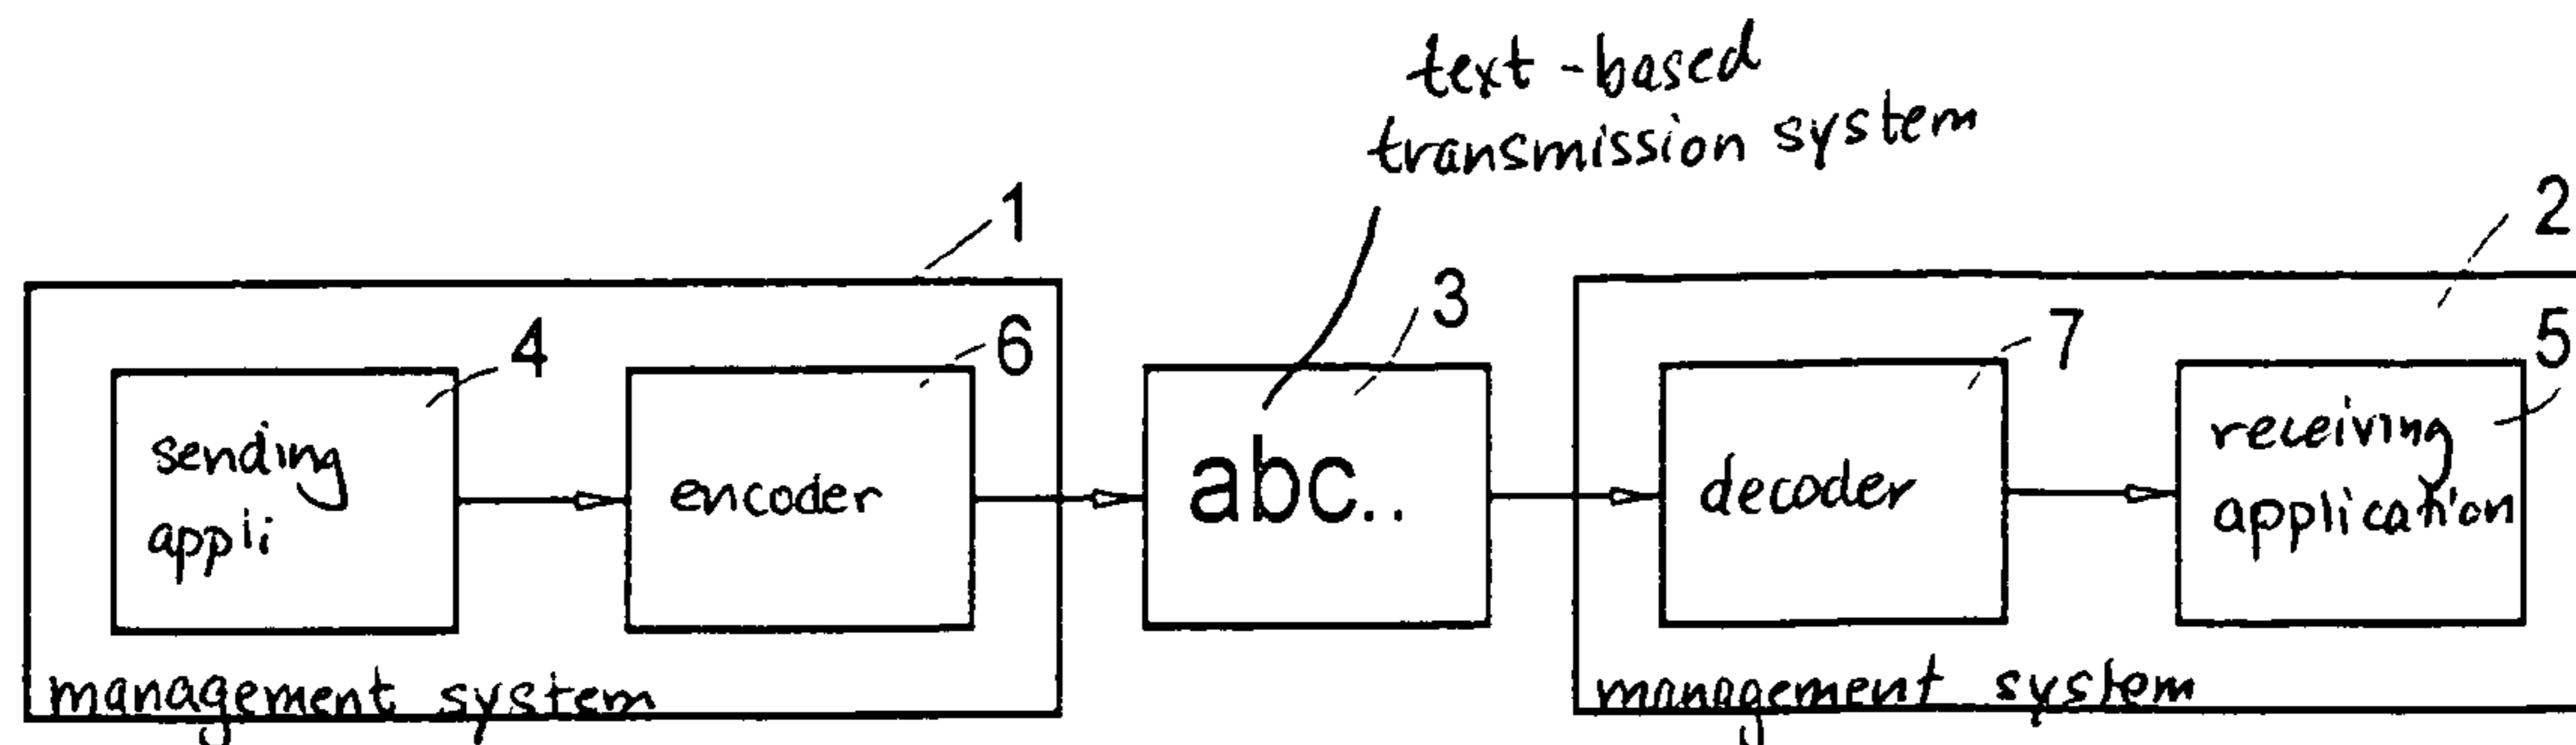 text-based
transmission system
1
2
4
6
3
7
5
sending
appli
encoder
abc..
decoder
receiving
application
management system
management system